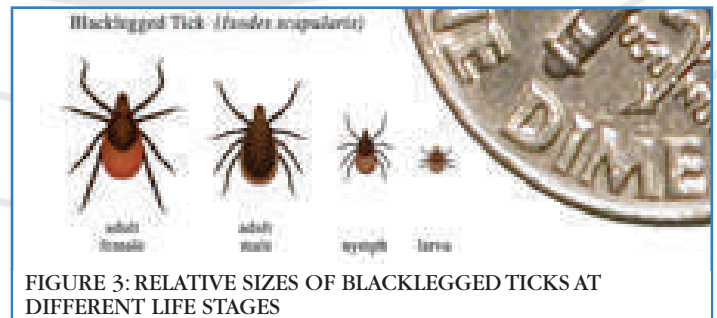 Blacklegged Tick (Ixodes scapularis)
NE DIME
adult
female
adult
male
nymph
larva
FIGURE 3: RELATIVE SIZES OF BLACKLEGGED TICKS AT
DIFFERENT LIFE STAGES